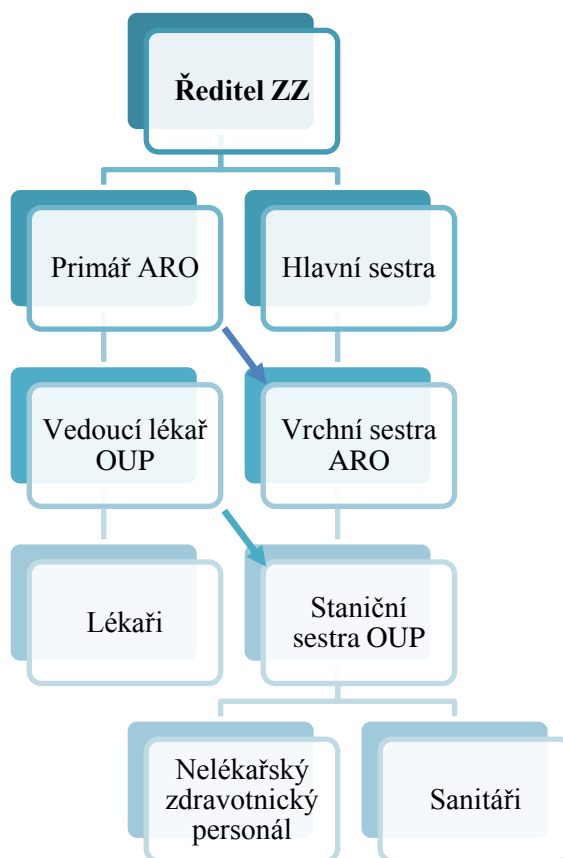 Ředitel ZZ
Primář ARO
Hlavní sestra
Vedoucí lékař
OUP
Vrchní sestra
ARO
Lékaři
Staniční
sestra OUP
Nelékařský
zdravotnický
personál
Sanitáři